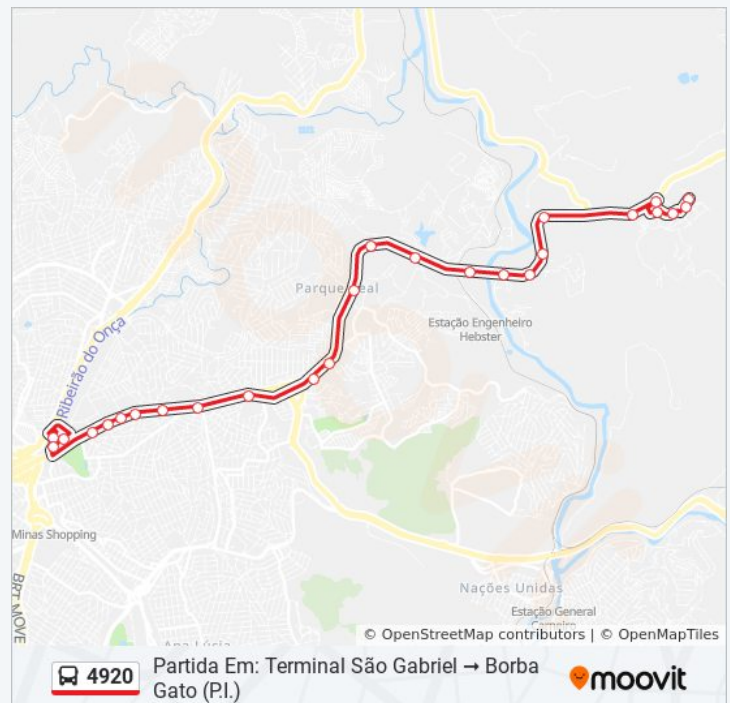 Ribeirão do Onça
Parque Real
Estação Engenheiro
Hebster
Minas Shopping
BRT MOVE
Nações Unidas
Estação General
Carneiro
Ana Lúcia
© OpenStreetMap contributors | © OpenMapTiles
4920
Partida Em: Terminal São Gabriel → Borba
Gato (P.I.)
moovit